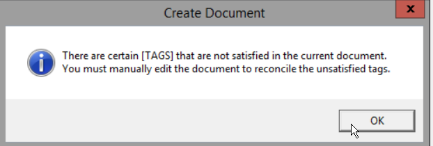 Create Document
x
There are certain [TAGS] that are not satisfied in the current document.
You must manually edit the document to reconcile the unsatisfied tags.
OK